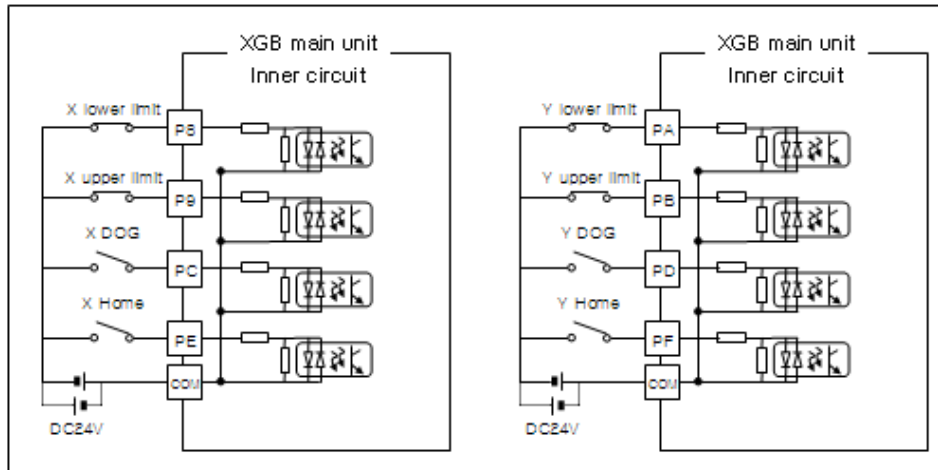 XGB main unit
Inner circuit
X lower limit
P8
X upper limit
P9
X DOG
PC
X Home
PE
COM
DC24V
XGB main unit
Inner circuit
Y lower limit
PA
Y upper limit
PB
Y DOG
PD
Y Home
PF
COM
DC24V